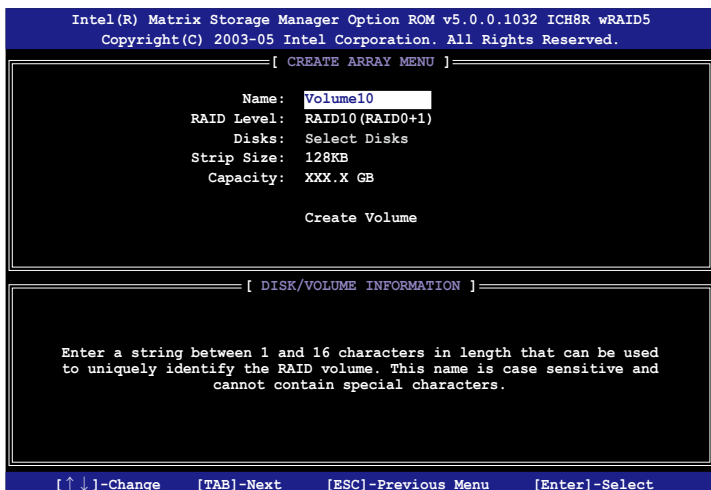 Intel(R) Matrix Storage Manager Option ROM v5.0.0.1032 ICH8R wRAID5
Copyright(C) 2003-05 Intel Corporation. All Rights Reserved.
[ CREATE ARRAY MENU ]
Name: Volume10
RAID Level: RAID10(RAID0+1)
Disks: Select Disks
Strip Size: 128KB
Capacity: XXX.X GB
Create Volume
[ DISK/VOLUME INFORMATION ]
Enter a string between 1 and 16 characters in length that can be used
to uniquely identify the RAID volume. This name is case sensitive and
cannot contain special characters.
[↑↓]-Change [TAB]-Next [ESC]-Previous Menu [Enter]-Select